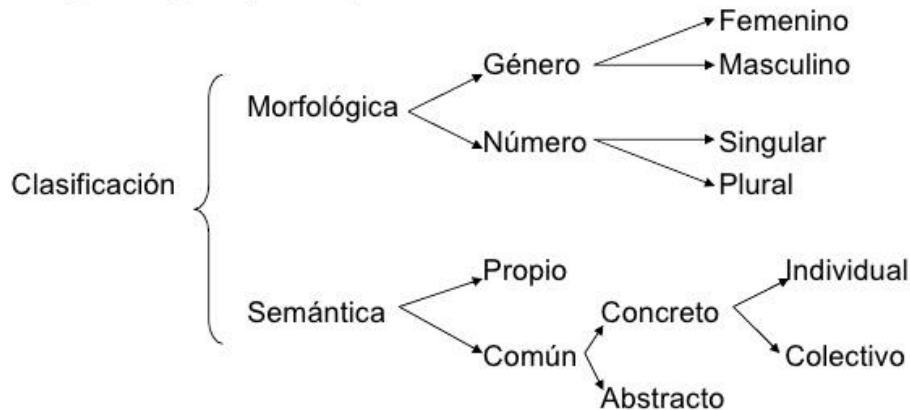 Clasificación
Morfológica
Género
Femenino
Masculino
Número
Singular
Plural
Semántica
Propio
Común
Concreto
Individual
Colectivo
Abstracto